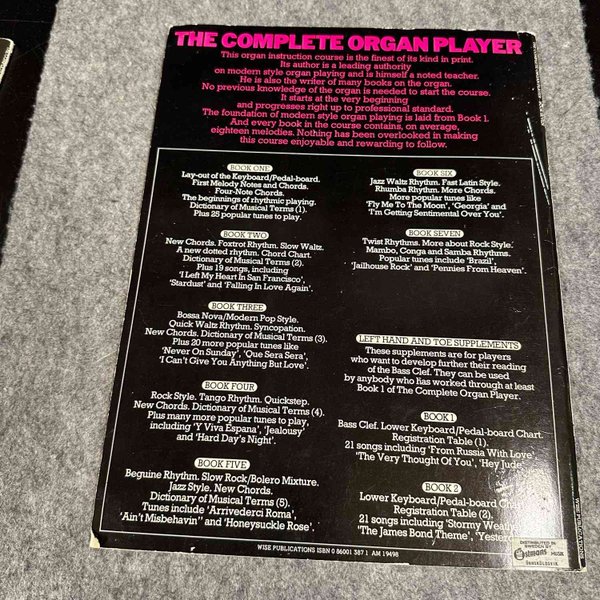 THE COMPLETE ORGAN PLAYER
This organ instruction course is the finest of its kind in print.
Its author is a leading authority
on modern style organ playing and is himself a noted teacher.
He is also the writer of many books on the organ.
No previous knowledge of the organ is needed to start the course.
It starts at the very beginning
and progresses right up to professional standard.
The foundation of modern style organ playing is laid from Book 1.
And every book in the course contains, on average,
eighteen melodies. Nothing has been overlooked in making
this course enjoyable and rewarding to follow.
BOOK ONE
Lay-out of the Keyboard/Pedal-board.
First Melody Notes and Chords.
Four-Note Chords.
The beginnings of rhythmic playing.
Dictionary of Musical Terms (1).
Plus 25 popular tunes to play.
BOOK TWO
New Chords. Foxtrot Rhythm. Slow Waltz.
A new dotted rhythm. Chord Chart.
Dictionary of Musical Terms (2).
Plus 19 songs, including
'I Left My Heart In San Francisco',
'Stardust' and 'Falling In Love Again'.
BOOK THREE
Bossa Nova/Modern Pop Style.
Quick Waltz Rhythm. Syncopation.
New Chords. Dictionary of Musical Terms (3).
Plus 20 more popular tunes like
'Never On Sunday', 'Que Sera Sera',
'I Can't Give You Anything But Love'.
BOOK FOUR
Rock Style. Tango Rhythm. Quickstep.
New Chords. Dictionary of Musical Terms (4).
Plus many more popular tunes to play,
including 'Y Viva Espana', 'Jealousy'
and 'Hard Day's Night'.
BOOK FIVE
Beguine Rhythm. Slow Rock/Bolero Mixture.
Jazz Style. New Chords.
Dictionary of Musical Terms (5).
Tunes include 'Arrivederci Roma',
'Ain't Misbehavin'' and 'Honeysuckle Rose'.
BOOK SIX
Jazz Waltz Rhythm. Fast Latin Style.
Rhumba Rhythm. More Chords.
More popular tunes like
'Fly Me To The Moon', 'Georgia' and
'I'm Getting Sentimental Over You'.
BOOK SEVEN
Twist Rhythms. More about Rock Style.
Mambo, Conga and Samba Rhythms.
Popular tunes include 'Brazil',
'Jailhouse Rock' and 'Pennies From Heaven'.
LEFT HAND AND TOE SUPPLEMENTS
These supplements are for players
who want to develop further their reading
of the Bass Clef. They can be used
by anybody who has worked through at least
Book 1 of The Complete Organ Player.
BOOK 1
Bass Clef. Lower Keyboard/Pedal-board Chart.
Registration Table (1).
21 songs including 'From Russia With Love',
'The Very Thought Of You', 'Hey Jude'
BOOK 2
Lower Keyboard/Pedal-board Chart.
Registration Table (2).
21 songs including 'Stormy Weathe
'The James Bond Theme', 'Yesterd
WISE PUBLICATIONS ISBN 0 86001 387 1 AM 19498
WISE PUBLICATIONS
DISTRIBUTED IN
SWEDEN BY
MUSIK